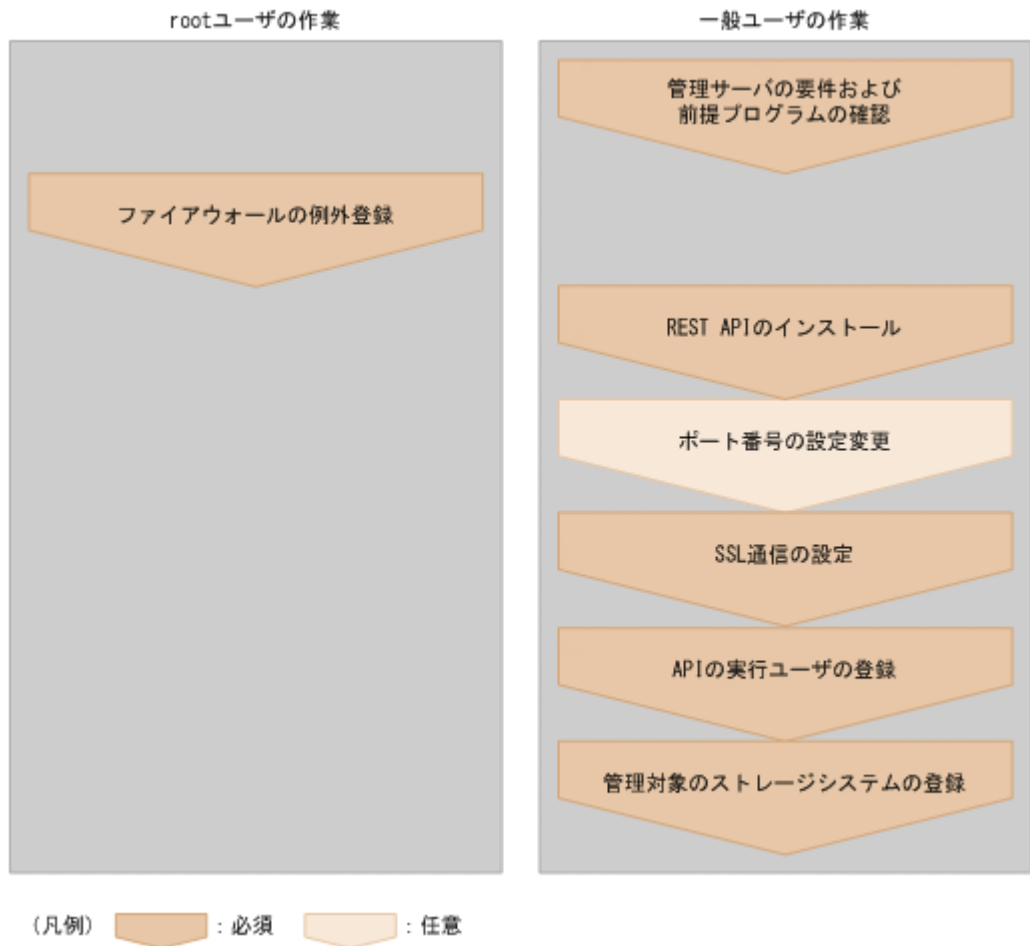 rootユーザの作業
一般ユーザの作業
管理サーバの要件および
前提プログラムの確認
ファイアウォールの例外登録
REST APIのインストール
ポート番号の設定変更
SSL通信の設定
APIの実行ユーザの登録
管理対象のストレージシステムの登録
(凡例) : 必須 : 任意